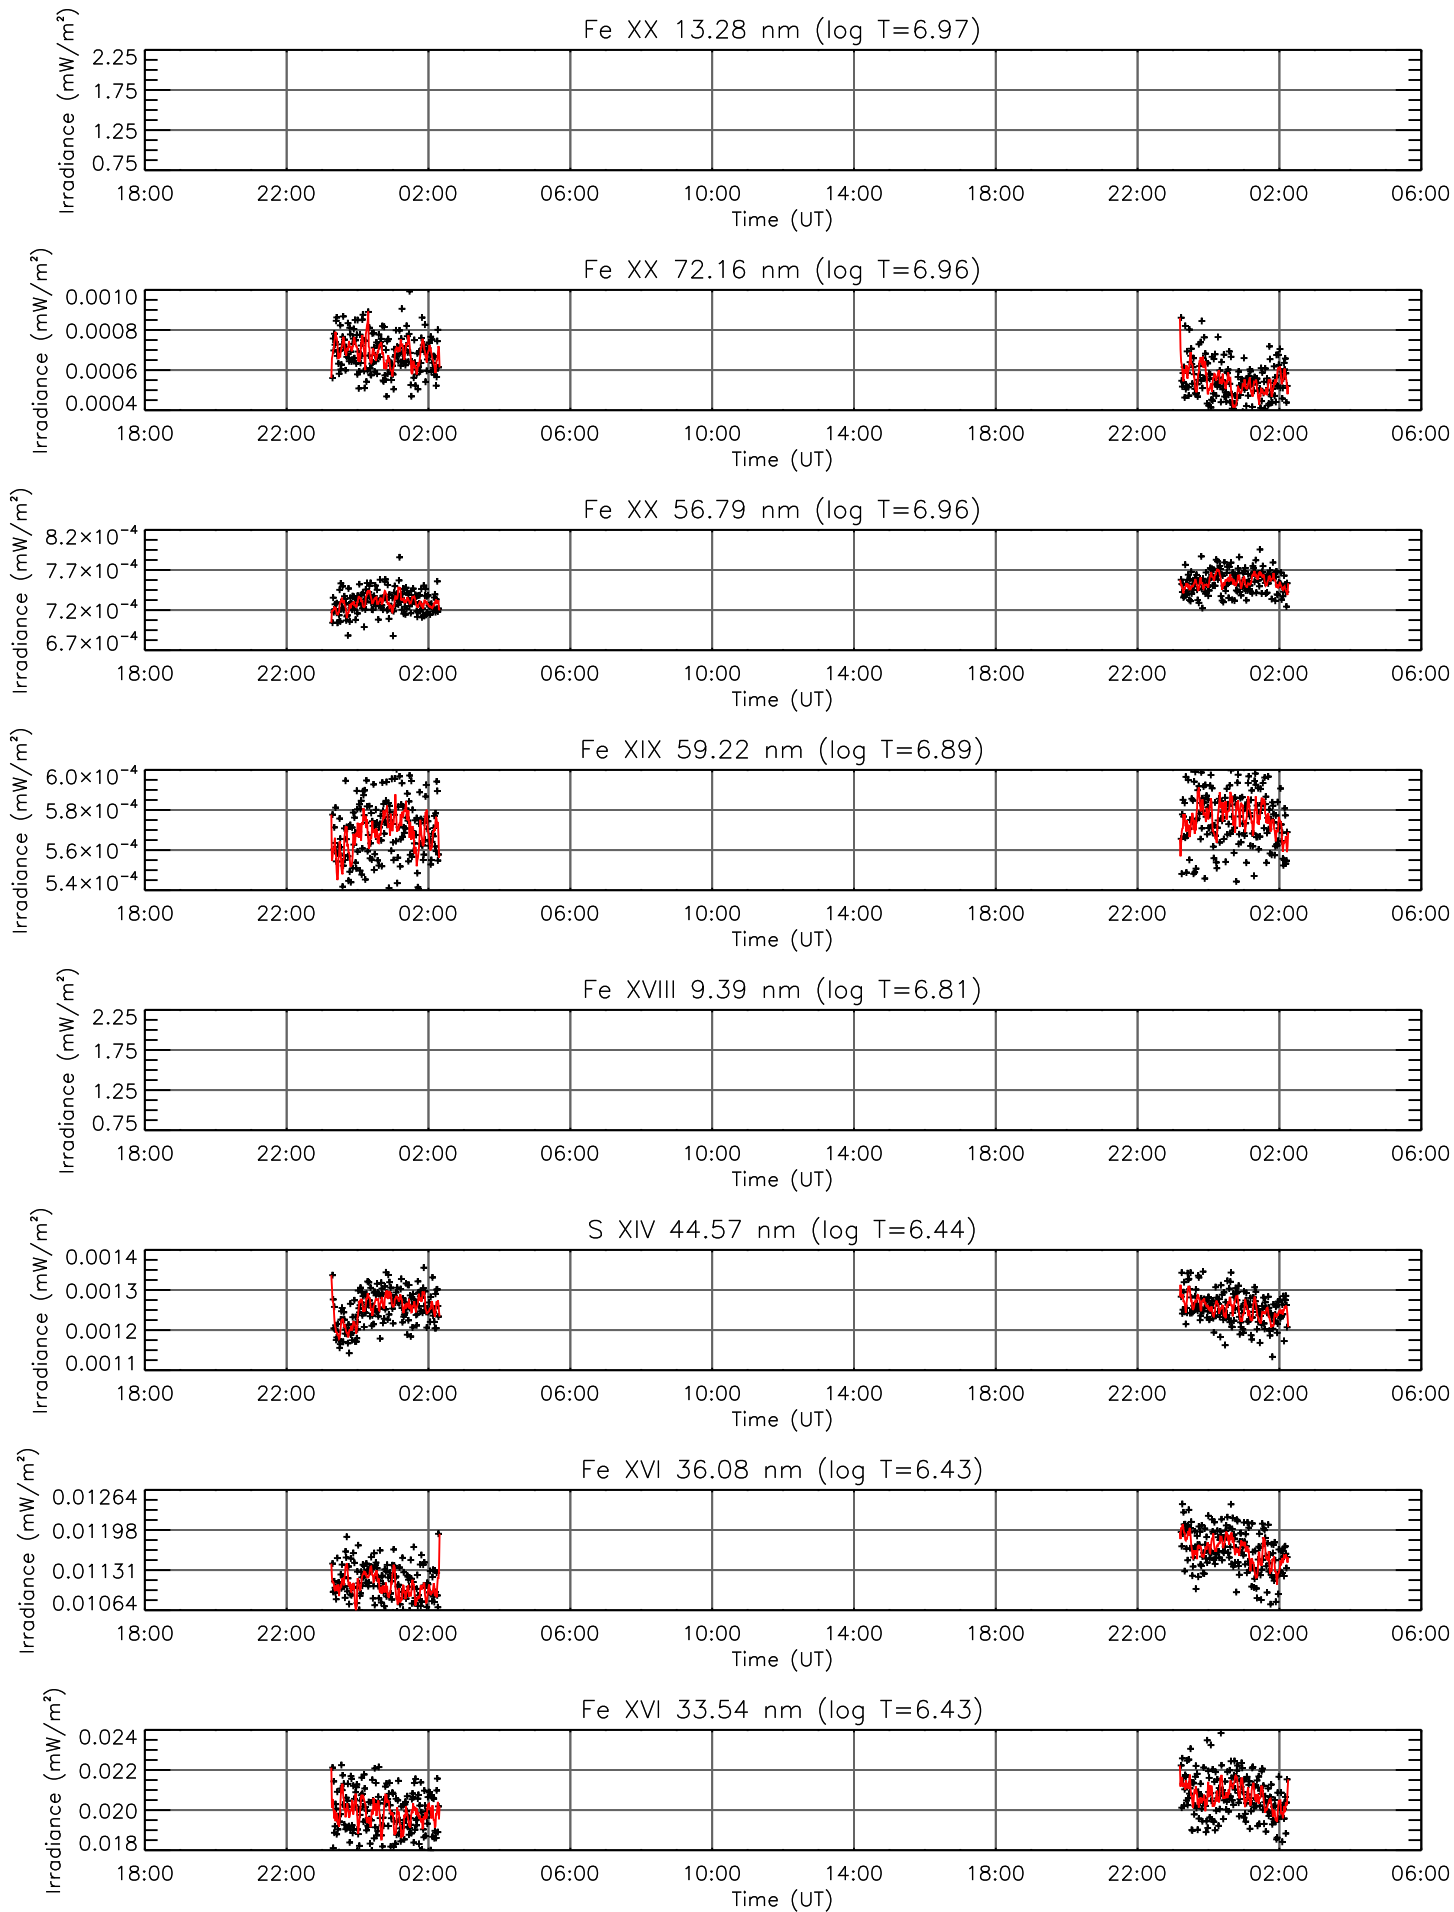 Fe XX 13.28 nm (log T=6.97)
Irradiance (mW/m²)
2.25
1.75
1.25
0.75
18:00 22:00 02:00 06:00 10:00 14:00 18:00 22:00 02:00 06:00
Time (UT)
Fe XX 72.16 nm (log T=6.96)
Irradiance (mW/m²)
0.0010
0.0008
0.0006
0.0004
18:00 22:00 02:00 06:00 10:00 14:00 18:00 22:00 02:00 06:00
Time (UT)
Fe XX 56.79 nm (log T=6.96)
Irradiance (mW/m²)
8.2×10⁻⁴
7.7×10⁻⁴
7.2×10⁻⁴
6.7×10⁻⁴
18:00 22:00 02:00 06:00 10:00 14:00 18:00 22:00 02:00 06:00
Time (UT)
Fe XIX 59.22 nm (log T=6.89)
Irradiance (mW/m²)
6.0×10⁻⁴
5.8×10⁻⁴
5.6×10⁻⁴
5.4×10⁻⁴
18:00 22:00 02:00 06:00 10:00 14:00 18:00 22:00 02:00 06:00
Time (UT)
Fe XVIII 9.39 nm (log T=6.81)
Irradiance (mW/m²)
2.25
1.75
1.25
0.75
18:00 22:00 02:00 06:00 10:00 14:00 18:00 22:00 02:00 06:00
Time (UT)
S XIV 44.57 nm (log T=6.44)
Irradiance (mW/m²)
0.0014
0.0013
0.0012
0.0011
18:00 22:00 02:00 06:00 10:00 14:00 18:00 22:00 02:00 06:00
Time (UT)
Fe XVI 36.08 nm (log T=6.43)
Irradiance (mW/m²)
0.01264
0.01198
0.01131
0.01064
18:00 22:00 02:00 06:00 10:00 14:00 18:00 22:00 02:00 06:00
Time (UT)
Fe XVI 33.54 nm (log T=6.43)
Irradiance (mW/m²)
0.024
0.022
0.020
0.018
18:00 22:00 02:00 06:00 10:00 14:00 18:00 22:00 02:00 06:00
Time (UT)